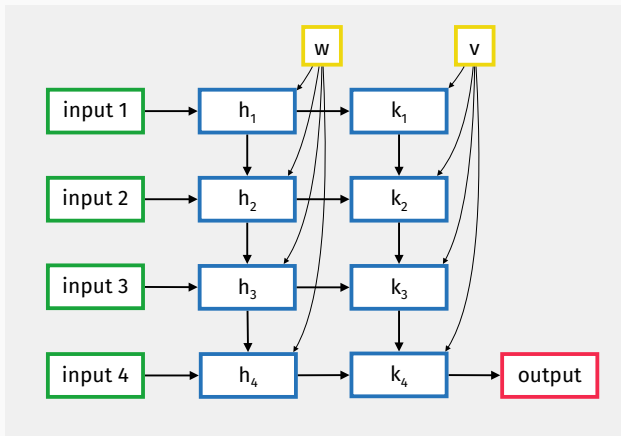 w v
input 1 h₁ k₁
input 2 h₂ k₂
input 3 h₃ k₃
input 4 h₄ k₄ output